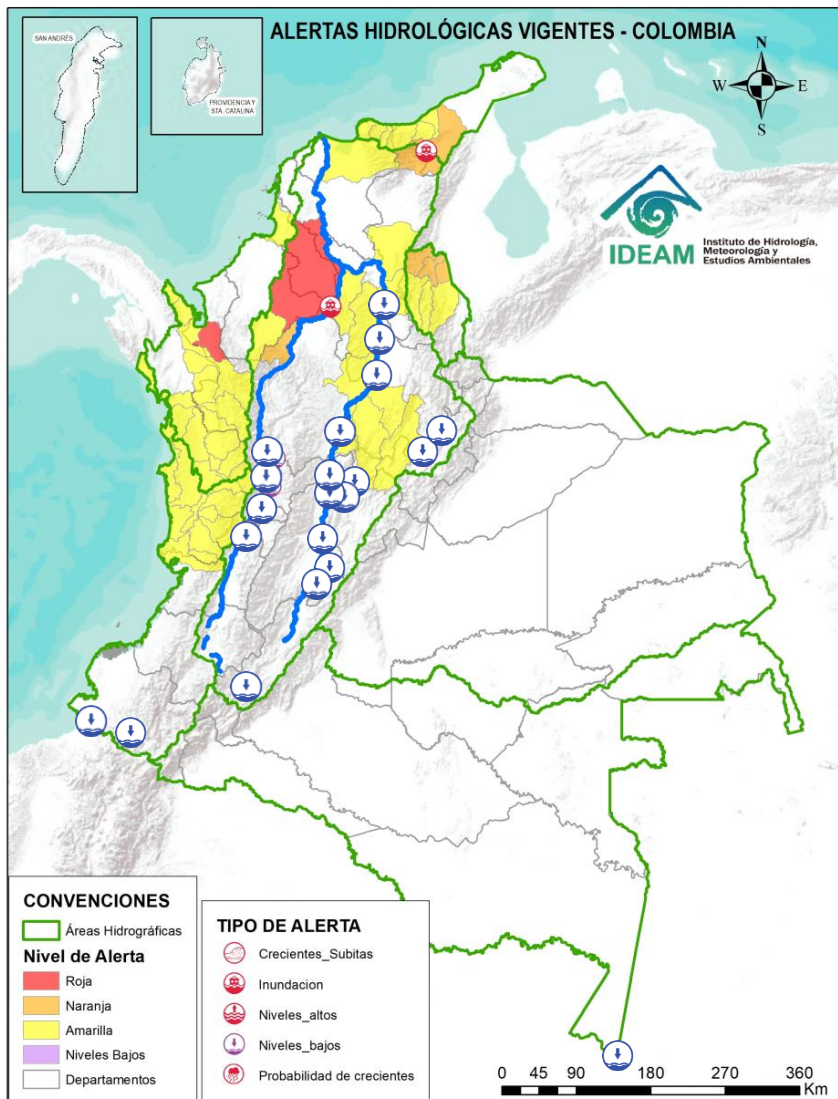 ALERTAS HIDROLÓGICAS VIGENTES - COLOMBIA
SAN ANDRÉS
PROVIDENCIA Y
STA. CATALINA
N
W
E
S
IDEAM
Instituto de Hidrología,
Meteorología y
Estudios Ambientales
CONVENCIONES
Áreas Hidrográficas
Nivel de Alerta
Roja
Naranja
Amarilla
Niveles Bajos
Departamentos
TIPO DE ALERTA
Crecientes_Subitas
Inundacion
Niveles_altos
Niveles_bajos
Probabilidad de crecientes
0 45 90 180 270 360
Km